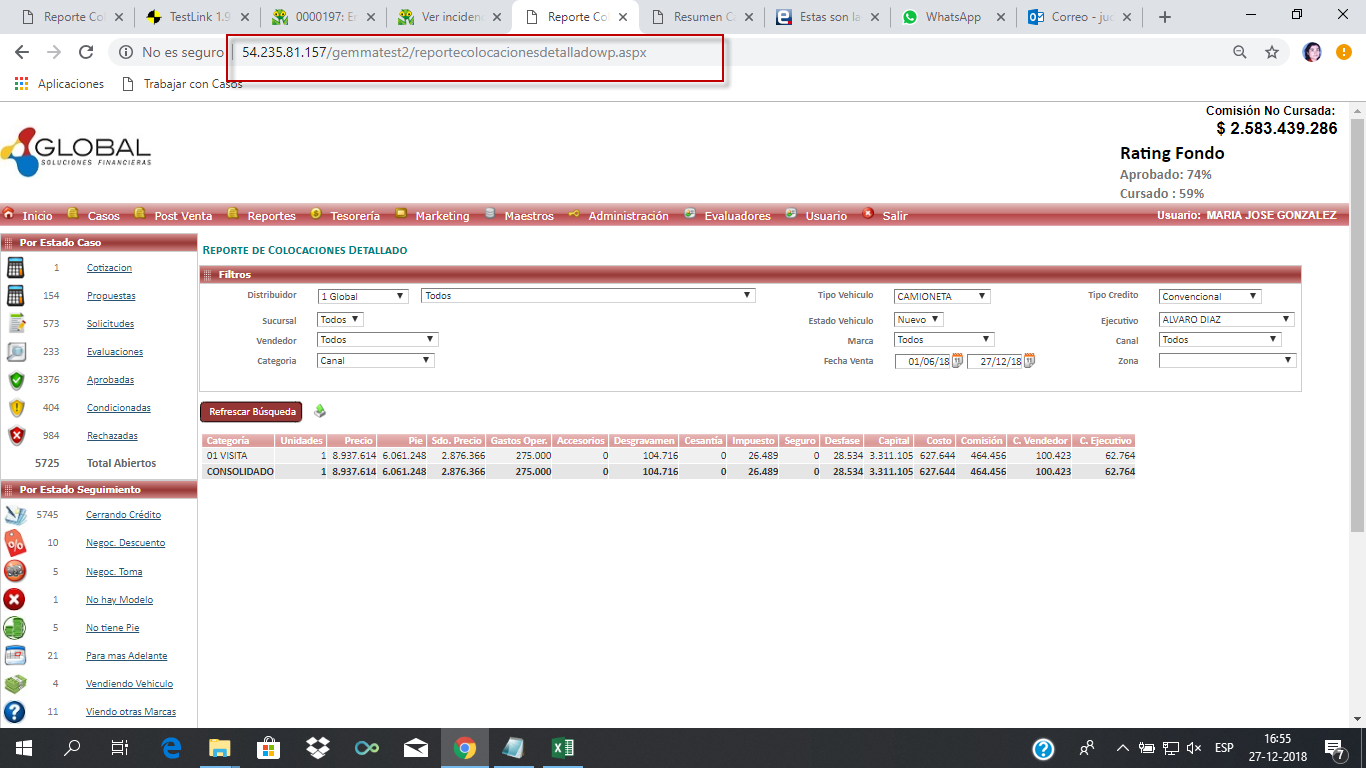 Reporte Col
TestLink 1.9
0000197: Er
Ver inciden
Reporte Col
Resumen C
Estas son la
WhatsApp
Correo - juc
No es seguro | 54.235.81.157/gemmatest2/reportecolocacionesdetalladowp.aspx
Aplicaciones Trabajar con Casos
Comisión No Cursada:
$ 2.583.439.286
GLOBAL
SOLUCIONES FINANCIERAS
Rating Fondo
Aprobado: 74%
Cursado : 59%
Inicio Casos Post Venta Reportes Tesorería Marketing Maestros Administración Evaluadores Usuario Salir Usuario: MARIA JOSE GONZALEZ
Por Estado Caso
1 Cotizacion
154 Propuestas
573 Solicitudes
233 Evaluaciones
3376 Aprobadas
404 Condicionadas
984 Rechazadas
5725 Total Abiertos
Por Estado Seguimiento
5745 Cerrando Crédito
10 Negoc. Descuento
5 Negoc. Toma
1 No hay Modelo
5 No tiene Pie
21 Para mas Adelante
4 Vendiendo Vehiculo
11 Viendo otras Marcas
REPORTE DE COLOCACIONES DETALLADO
Filtros
Distribuidor 1 Global Todos Tipo Vehiculo CAMIONETA Tipo Credito Convencional
Sucursal Todos Estado Vehiculo Nuevo Ejecutivo ALVARO DIAZ
Vendedor Todos Marca Todos Canal Todos
Categoria Canal Fecha Venta 01/06/18 27/12/18 Zona
Refrescar Búsqueda
Categoría Unidades Precio Pie Sdo. Precio Gastos Oper. Accesorios Desgravamen Cesantía Impuesto Seguro Desfase Capital Costo Comisión C. Vendedor C. Ejecutivo
01 VISITA 1 8.937.614 6.061.248 2.876.366 275.000 0 104.716 0 26.489 0 28.534 3.311.105 627.644 464.456 100.423 62.764
CONSOLIDADO 1 8.937.614 6.061.248 2.876.366 275.000 0 104.716 0 26.489 0 28.534 3.311.105 627.644 464.456 100.423 62.764
ESP
16:55
27-12-2018
7